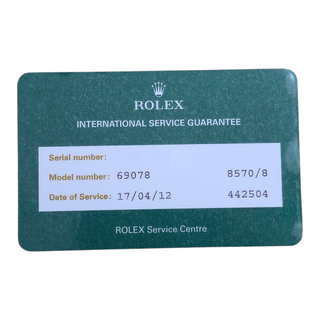 ROLEX
INTERNATIONAL SERVICE GUARANTEE
Serial number:
Model number: 69078 8570/8
Date of Service: 17/04/12 442504
ROLEX Service Centre